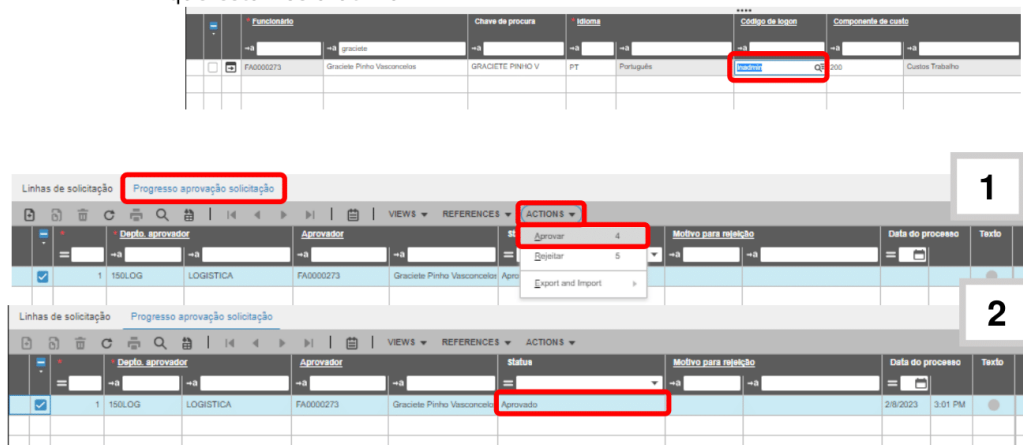 * Funcionário Chave de procura * Idioma Código de logon Componente de custo
graciete
FA0000273 Graciete Pinho Vasconcelos GRACIETE PINHO V PT Português lnadmin 200 Custos Trabalho
1
Linhas de solicitação Progresso aprovação solicitação
VIEWS REFERENCES ACTIONS
* * Depto. aprovador Aprovador St Motivo para rejeição Data do processo Texto
Aprovar 4
Rejeitar 5
1 150LOG LOGISTICA FA0000273 Graciete Pinho Vasconcelos Apro
Export and Import
2
Linhas de solicitação Progresso aprovação solicitação
VIEWS REFERENCES ACTIONS
* * Depto. aprovador Aprovador Status Motivo para rejeição Data do processo Texto
1 150LOG LOGISTICA FA0000273 Graciete Pinho Vasconcelo Aprovado 2/8/2023 3:01 PM